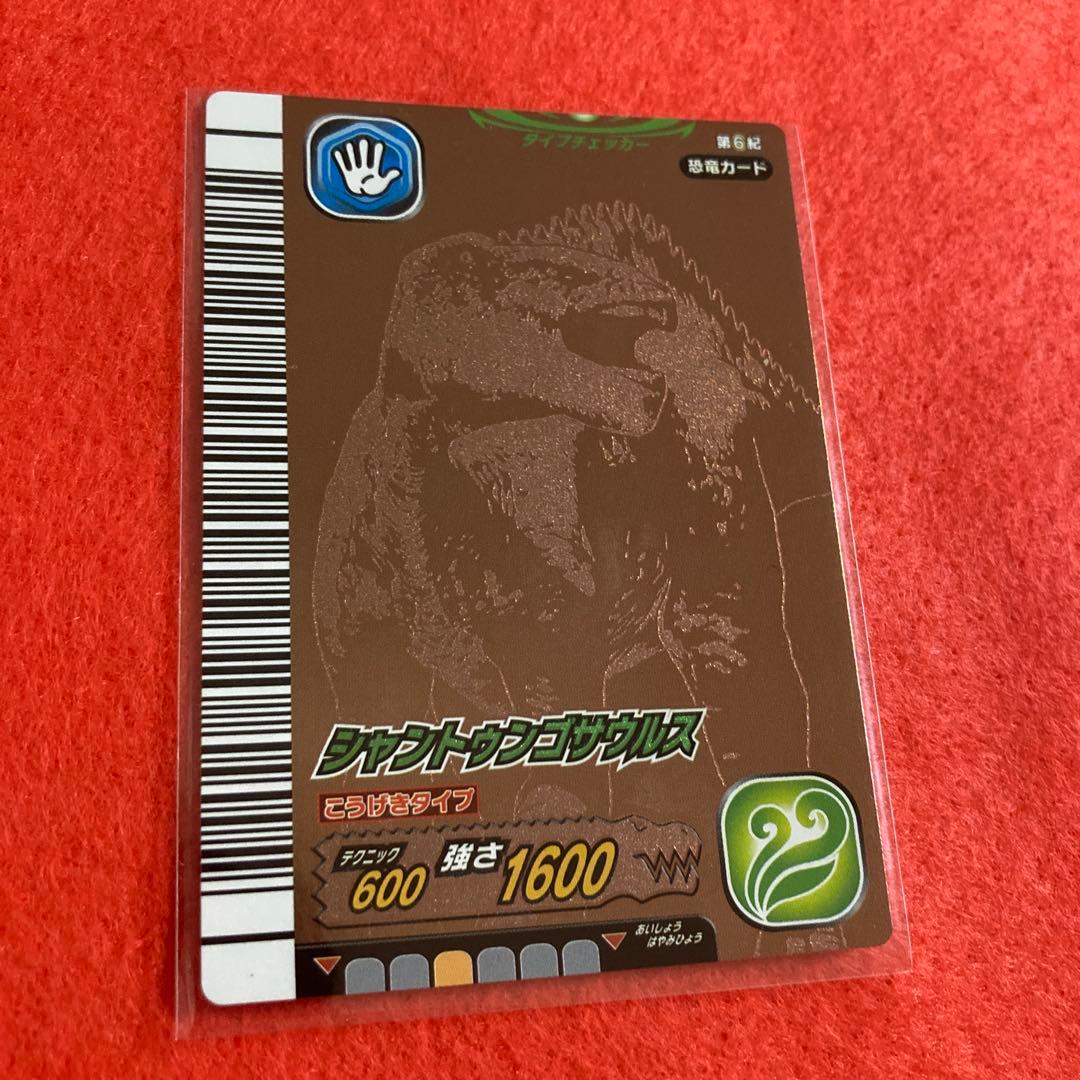 タイプチェッカー
第6紀
恐竜カード
シャントゥンゴサウルス
こうげきタイプ
テクニック
600
強さ
1600
あいしょう
はやみひょう